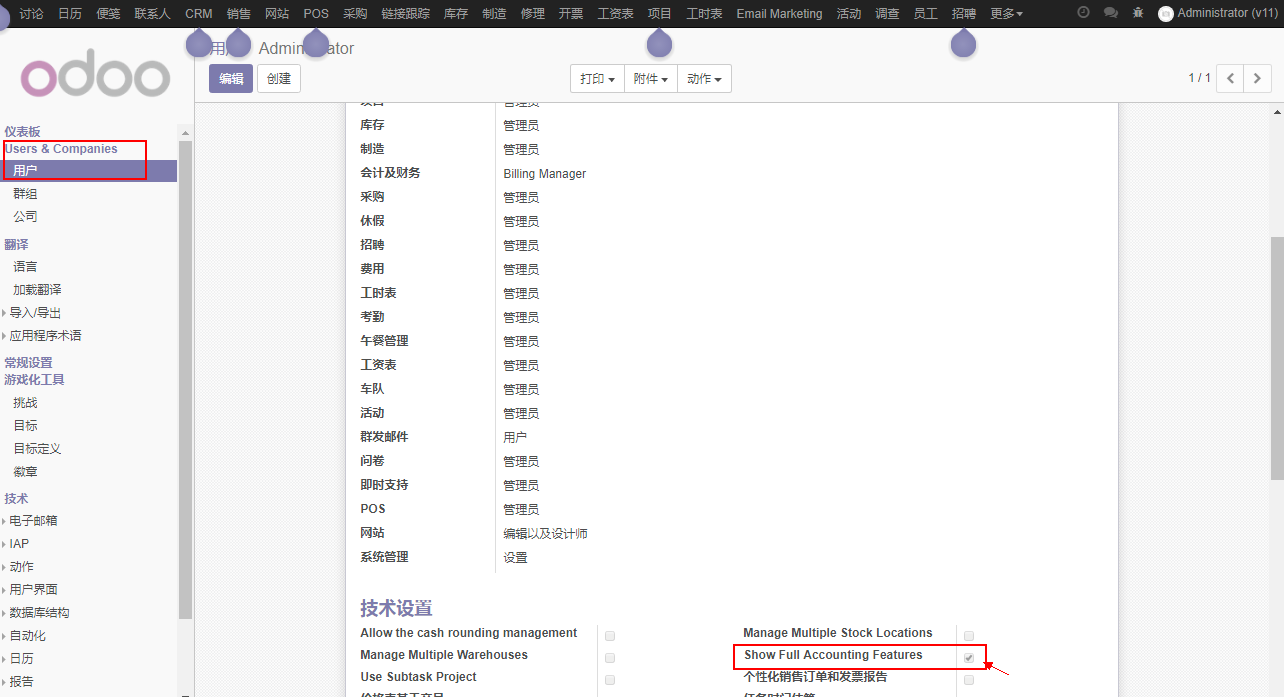 讨论 日历 便笺 联系人 CRM 销售 网站 POS 采购 链接跟踪 库存 制造 修理 开票 工资表 项目 工时表 Email Marketing 活动 调查 员工 招聘 更多 Administrator (v11)
odoo
Administrator
编辑 创建 打印 附件 动作 1 / 1
仪表板
Users & Companies
用户
群组
公司
翻译
语言
加载翻译
导入/导出
应用程序术语
常规设置
游戏化工具
挑战
目标
目标定义
徽章
技术
电子邮箱
IAP
动作
用户界面
数据库结构
自动化
日历
报告
项目 管理员
库存 管理员
制造 管理员
会计及财务 Billing Manager
采购 管理员
休假 管理员
招聘 管理员
费用 管理员
工时表 管理员
考勤 管理员
午餐管理 管理员
工资表 管理员
车队 管理员
活动 管理员
群发邮件 用户
问卷 管理员
即时支持 管理员
POS 管理员
网站 编辑以及设计师
系统管理 设置
技术设置
Allow the cash rounding management Manage Multiple Stock Locations
Manage Multiple Warehouses Show Full Accounting Features
Use Subtask Project 个性化销售订单和发票报告